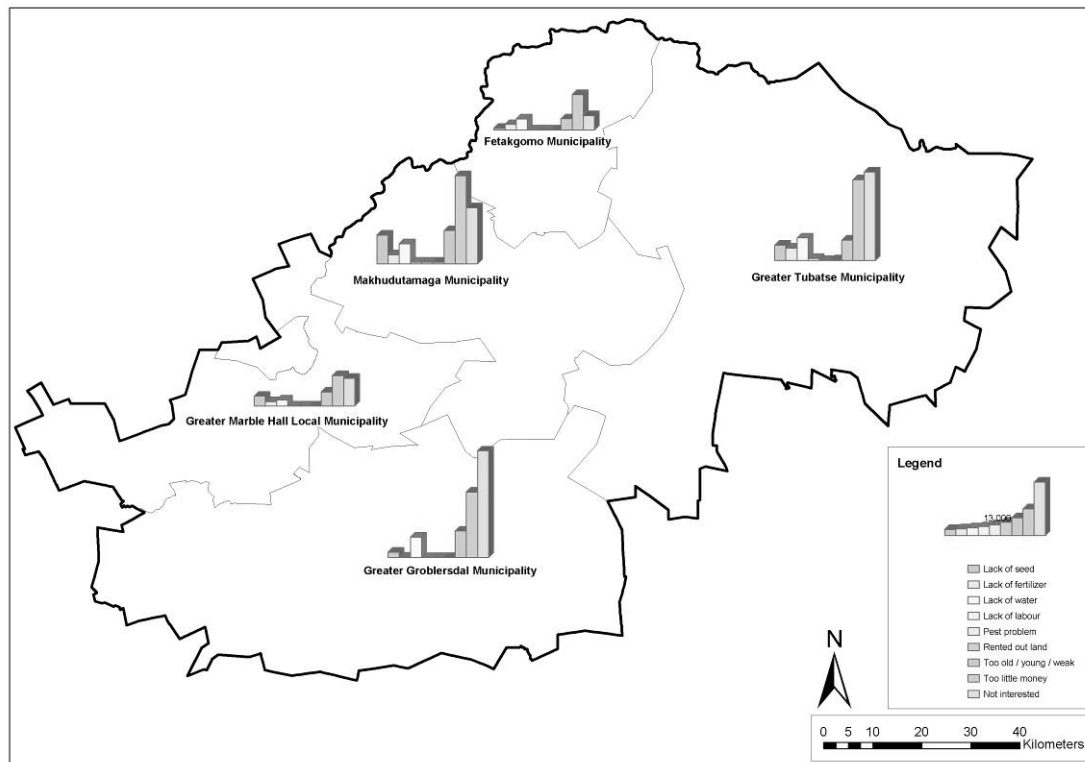 Fetakgomo Municipality
Makhudutamaga Municipality
Greater Tubatse Municipality
Greater Marble Hall Local Municipality
Greater Groblersdal Municipality
Legend
13 000
Lack of seed
Lack of fertilizer
Lack of water
Lack of labour
Pest problem
Rented out land
Too old / young / weak
Too little money
Not interested
N
0 5 10 20 30 40
Kilometers